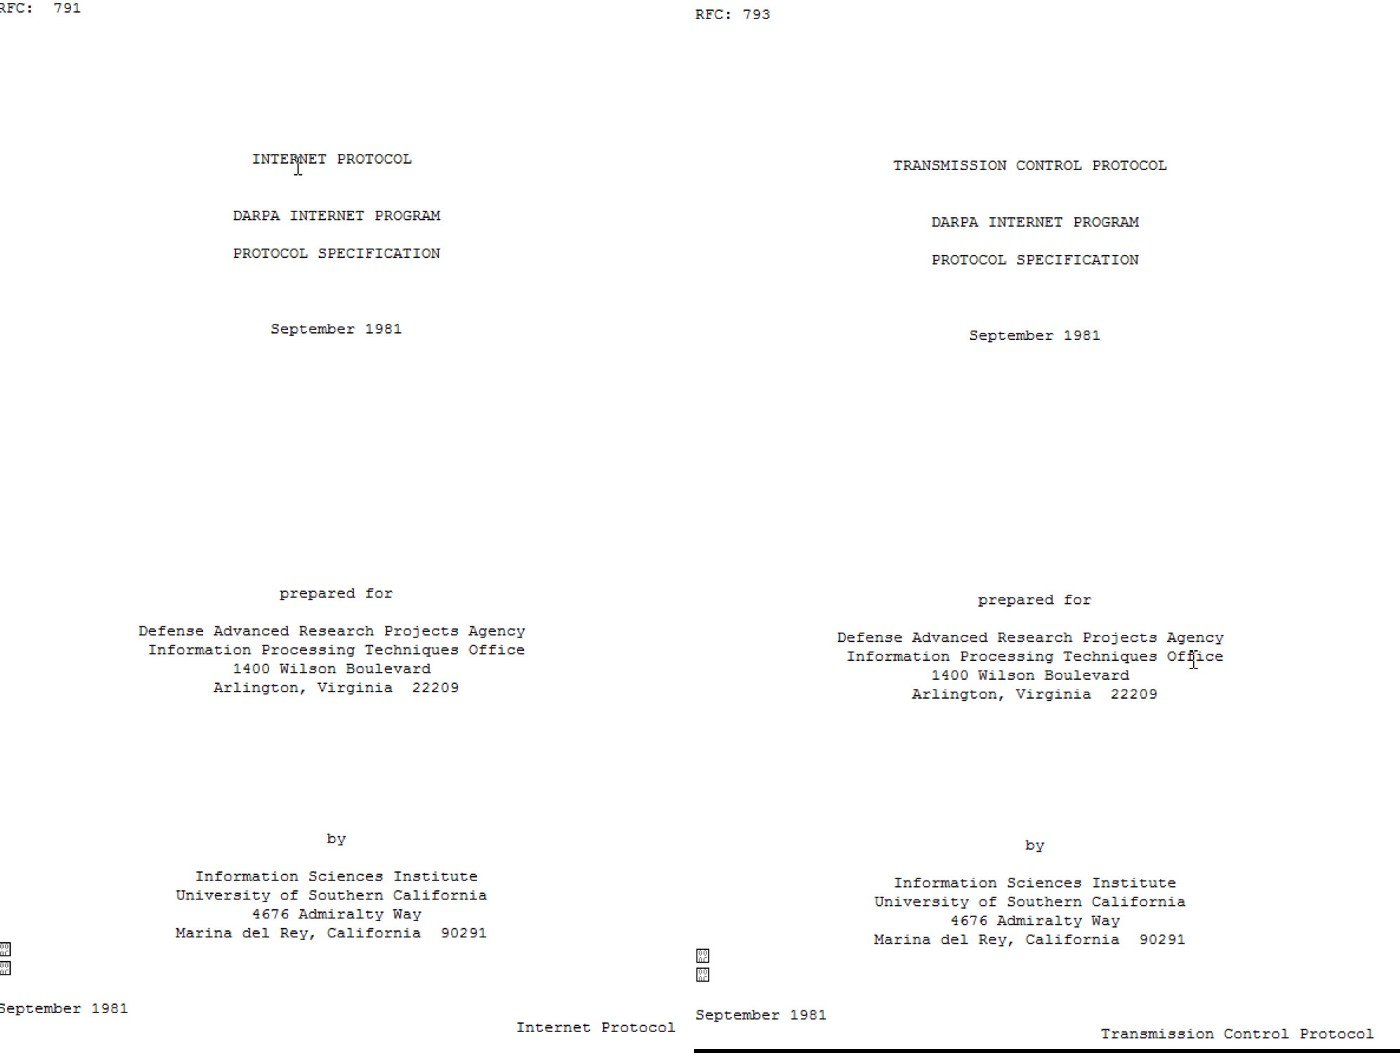 RFC:  791
INTERNET PROTOCOL
DARPA INTERNET PROGRAM
PROTOCOL SPECIFICATION
September 1981
prepared for
Defense Advanced Research Projects Agency
Information Processing Techniques Office
1400 Wilson Boulevard
Arlington, Virginia  22209
by
Information Sciences Institute
University of Southern California
4676 Admiralty Way
Marina del Rey, California  90291
September 1981
Internet Protocol
RFC: 793
TRANSMISSION CONTROL PROTOCOL
DARPA INTERNET PROGRAM
PROTOCOL SPECIFICATION
September 1981
prepared for
Defense Advanced Research Projects Agency
Information Processing Techniques Office
1400 Wilson Boulevard
Arlington, Virginia  22209
by
Information Sciences Institute
University of Southern California
4676 Admiralty Way
Marina del Rey, California  90291
September 1981
Transmission Control Protocol